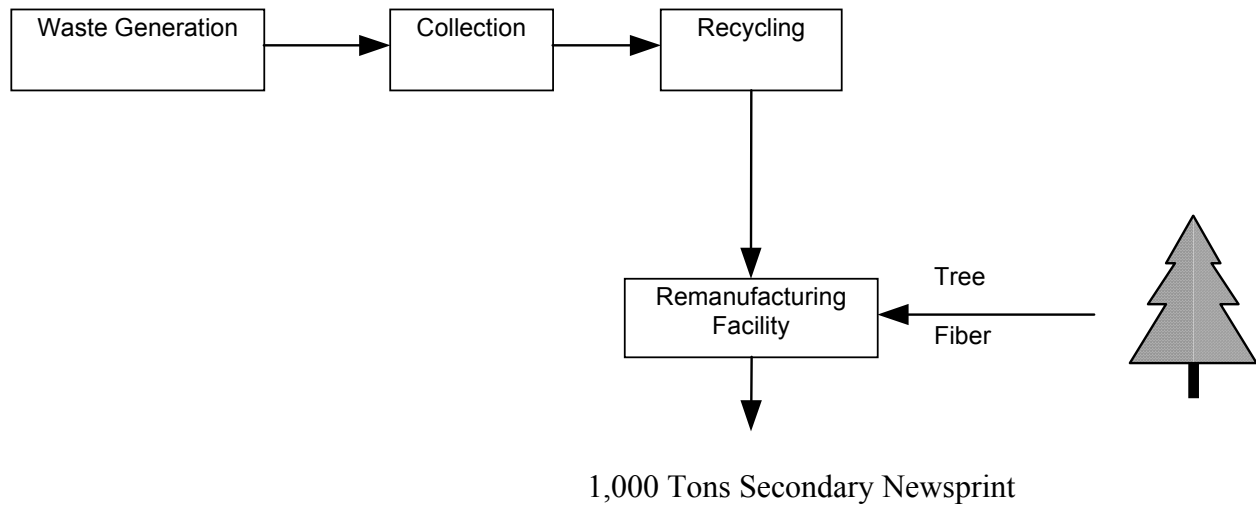 Waste Generation
Collection
Recycling
Remanufacturing
Facility
Tree
Fiber
1,000 Tons Secondary Newsprint